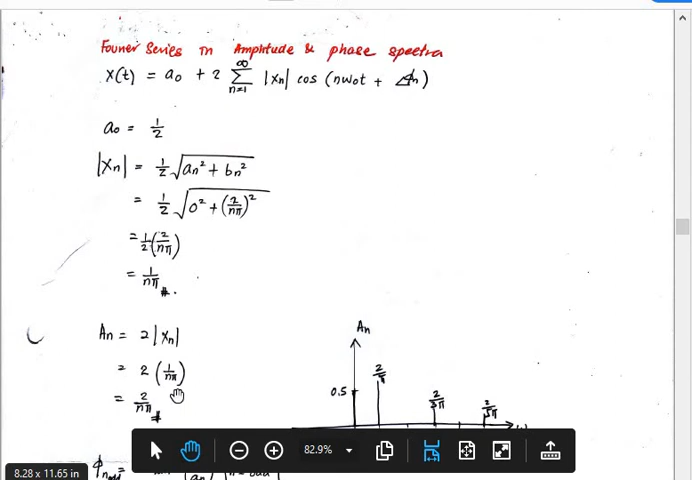 Fourier Series in Amplitude & phase spectra
x(t) = a₀ + 2 ∑ₙ₌₁^∞ |Xn| cos (nω₀t + ∠ϕn)
a₀ = 1/2
|Xn| = 1/2 √(an² + bn²)
= 1/2 √(0² + (2/nπ)²)
= 1/2 (2/nπ)
= 1/nπ #.
An = 2|Xn|
= 2 (1/nπ)
= 2/nπ #
An
0.5
2/π
2/3π
2/5π
82.9%
8.28 x 11.65 in